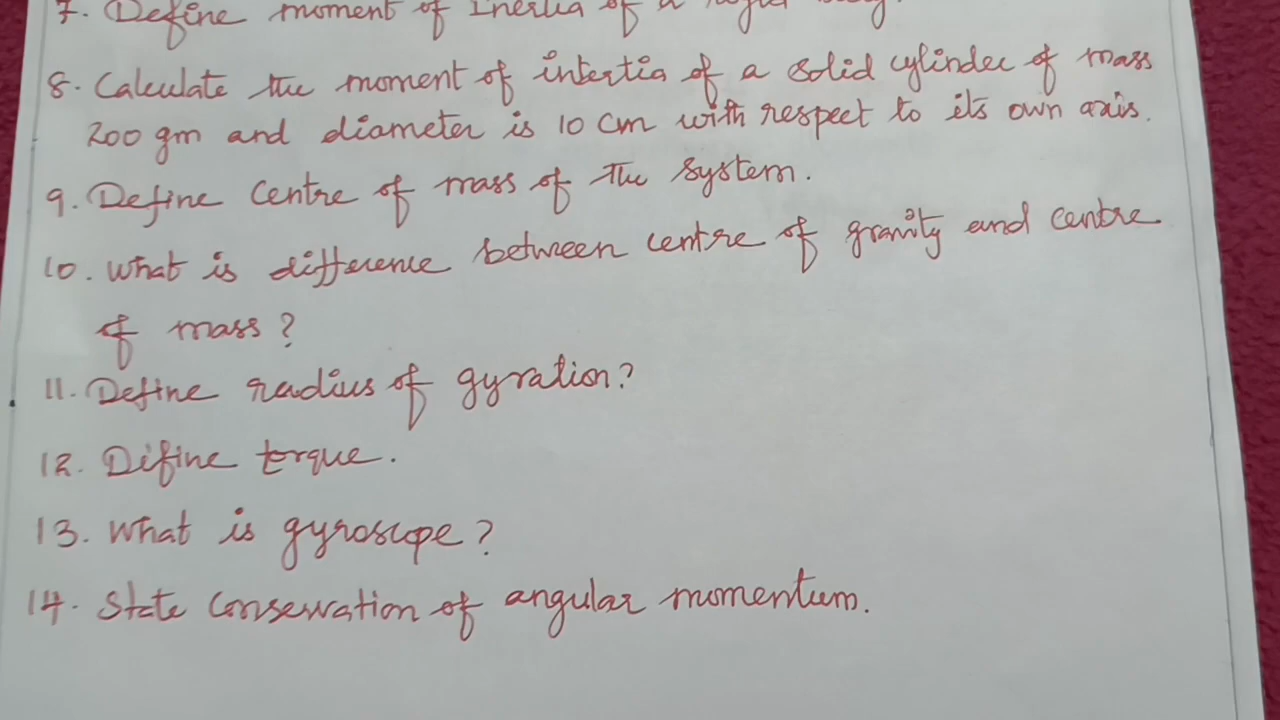 7. Define moment of Inertia of a
8. Calculate the moment of intertia of a solid cylinder of mass
200 gm and diameter is 10 cm with respect to its own axis.
9. Define Centre of mass of the system.
10. What is difference between centre of gravity and centre
of mass?
11. Define radius of gyration?
12. Difine torque.
13. What is gyroscope?
14. State Conservation of angular momentum.